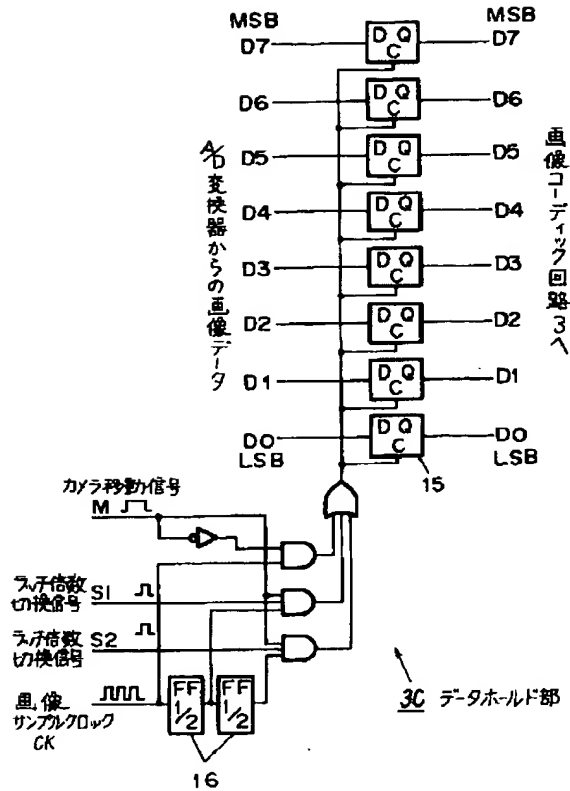 MSB
MSB
D7
D Q
C
D7
D6
D Q
C
D6
D5
D Q
C
D5
D4
D Q
C
D4
D3
D Q
C
D3
D2
D Q
C
D2
D1
D Q
C
D1
D0
LSB
D Q
C
D0
LSB
A/D変換器からの画像データ
画像コーディック回路3へ
15
カメラ移動信号
M
ラッチ倍数
切換信号
S1
ラッチ倍数
切換信号
S2
画像
サンプルクロック
CK
FF
1/2
FF
1/2
16
3C データホールド部